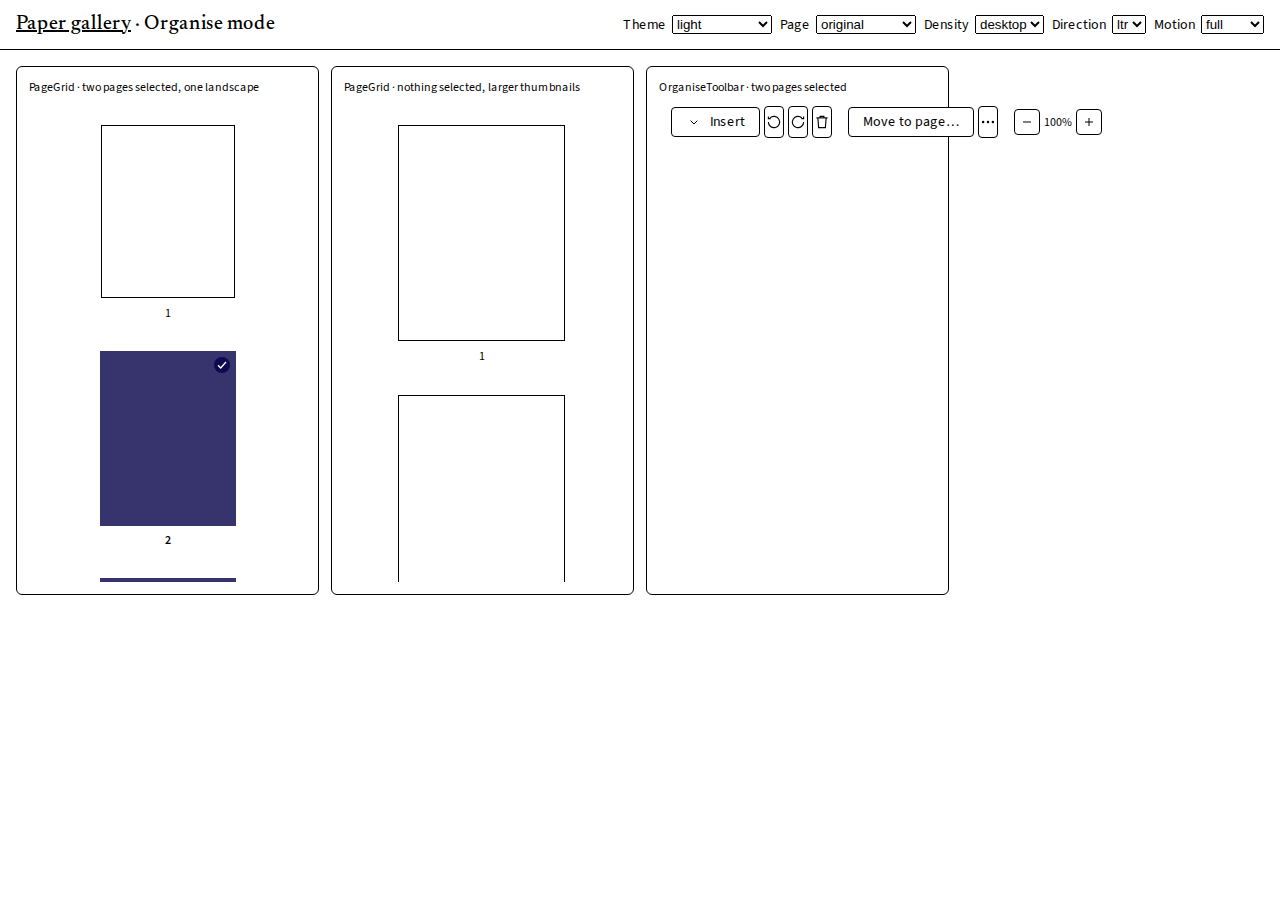 Paper gallery · Organise mode
Theme light Page original Density desktop Direction ltr Motion full
PageGrid · two pages selected, one landscape
1
2
PageGrid · nothing selected, larger thumbnails
1
OrganiseToolbar · two pages selected
Insert Move to page… 100%